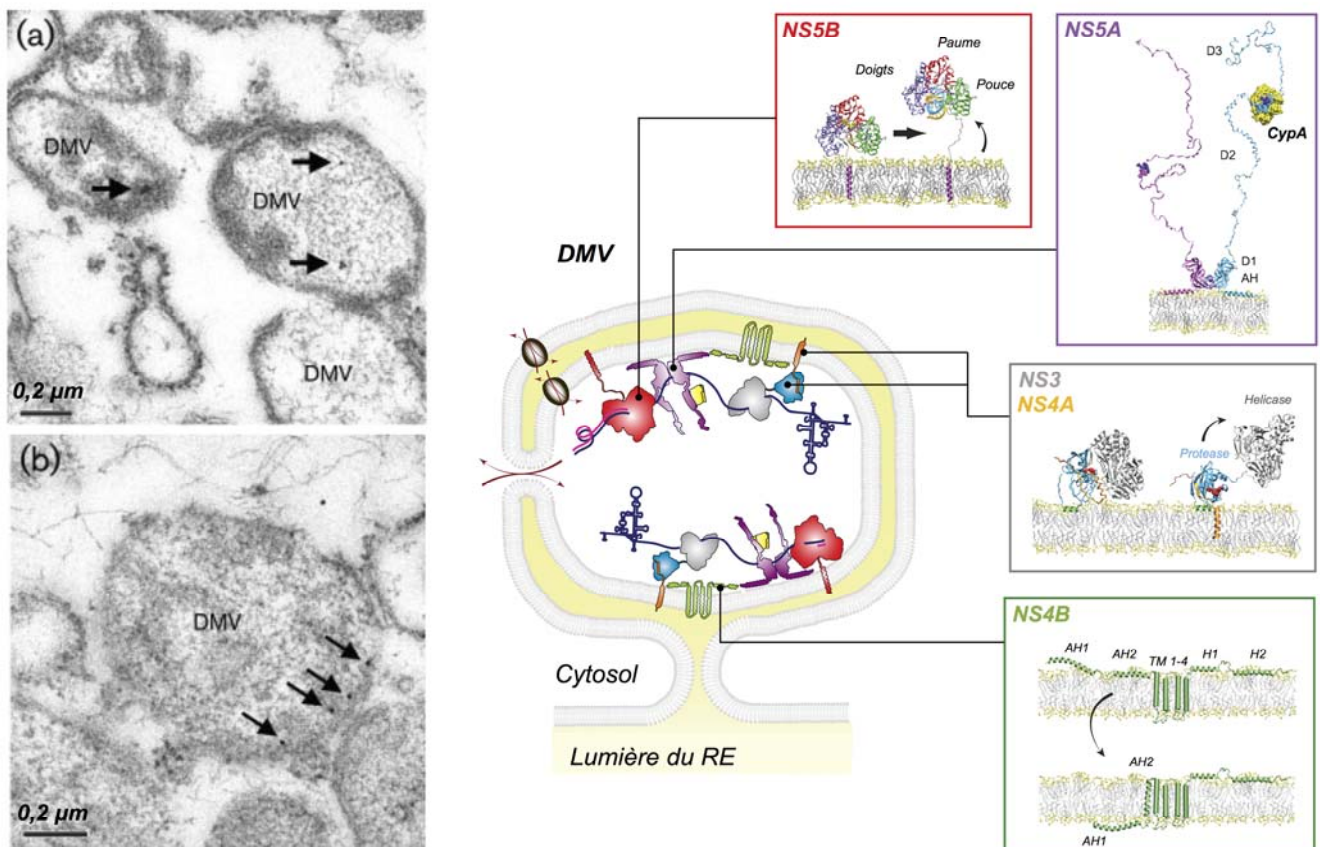 (a)
DMV
DMV
DMV
0,2 µm
(b)
DMV
0,2 µm
DMV
Cytosol
Lumière du RE
NS5B
Paume
Doigts
Pouce
NS5A
D3
CypA
D2
D1
AH
NS3
NS4A
Helicase
Protease
NS4B
AH1 AH2 TM 1-4 H1 H2
AH2
AH1